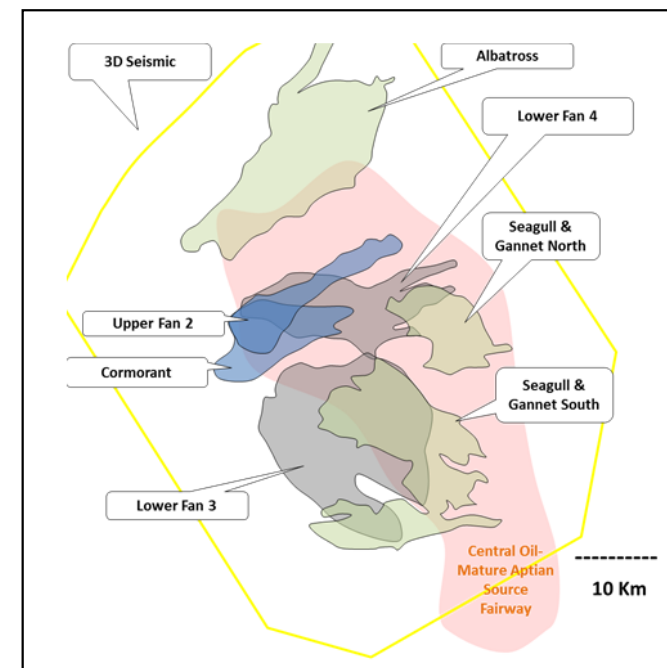 3D Seismic
Albatross
Lower Fan 4
Seagull &
Gannet North
Upper Fan 2
Cormorant
Seagull &
Gannet South
Lower Fan 3
Central Oil-
Mature Aptian
Source
Fairway
10 Km